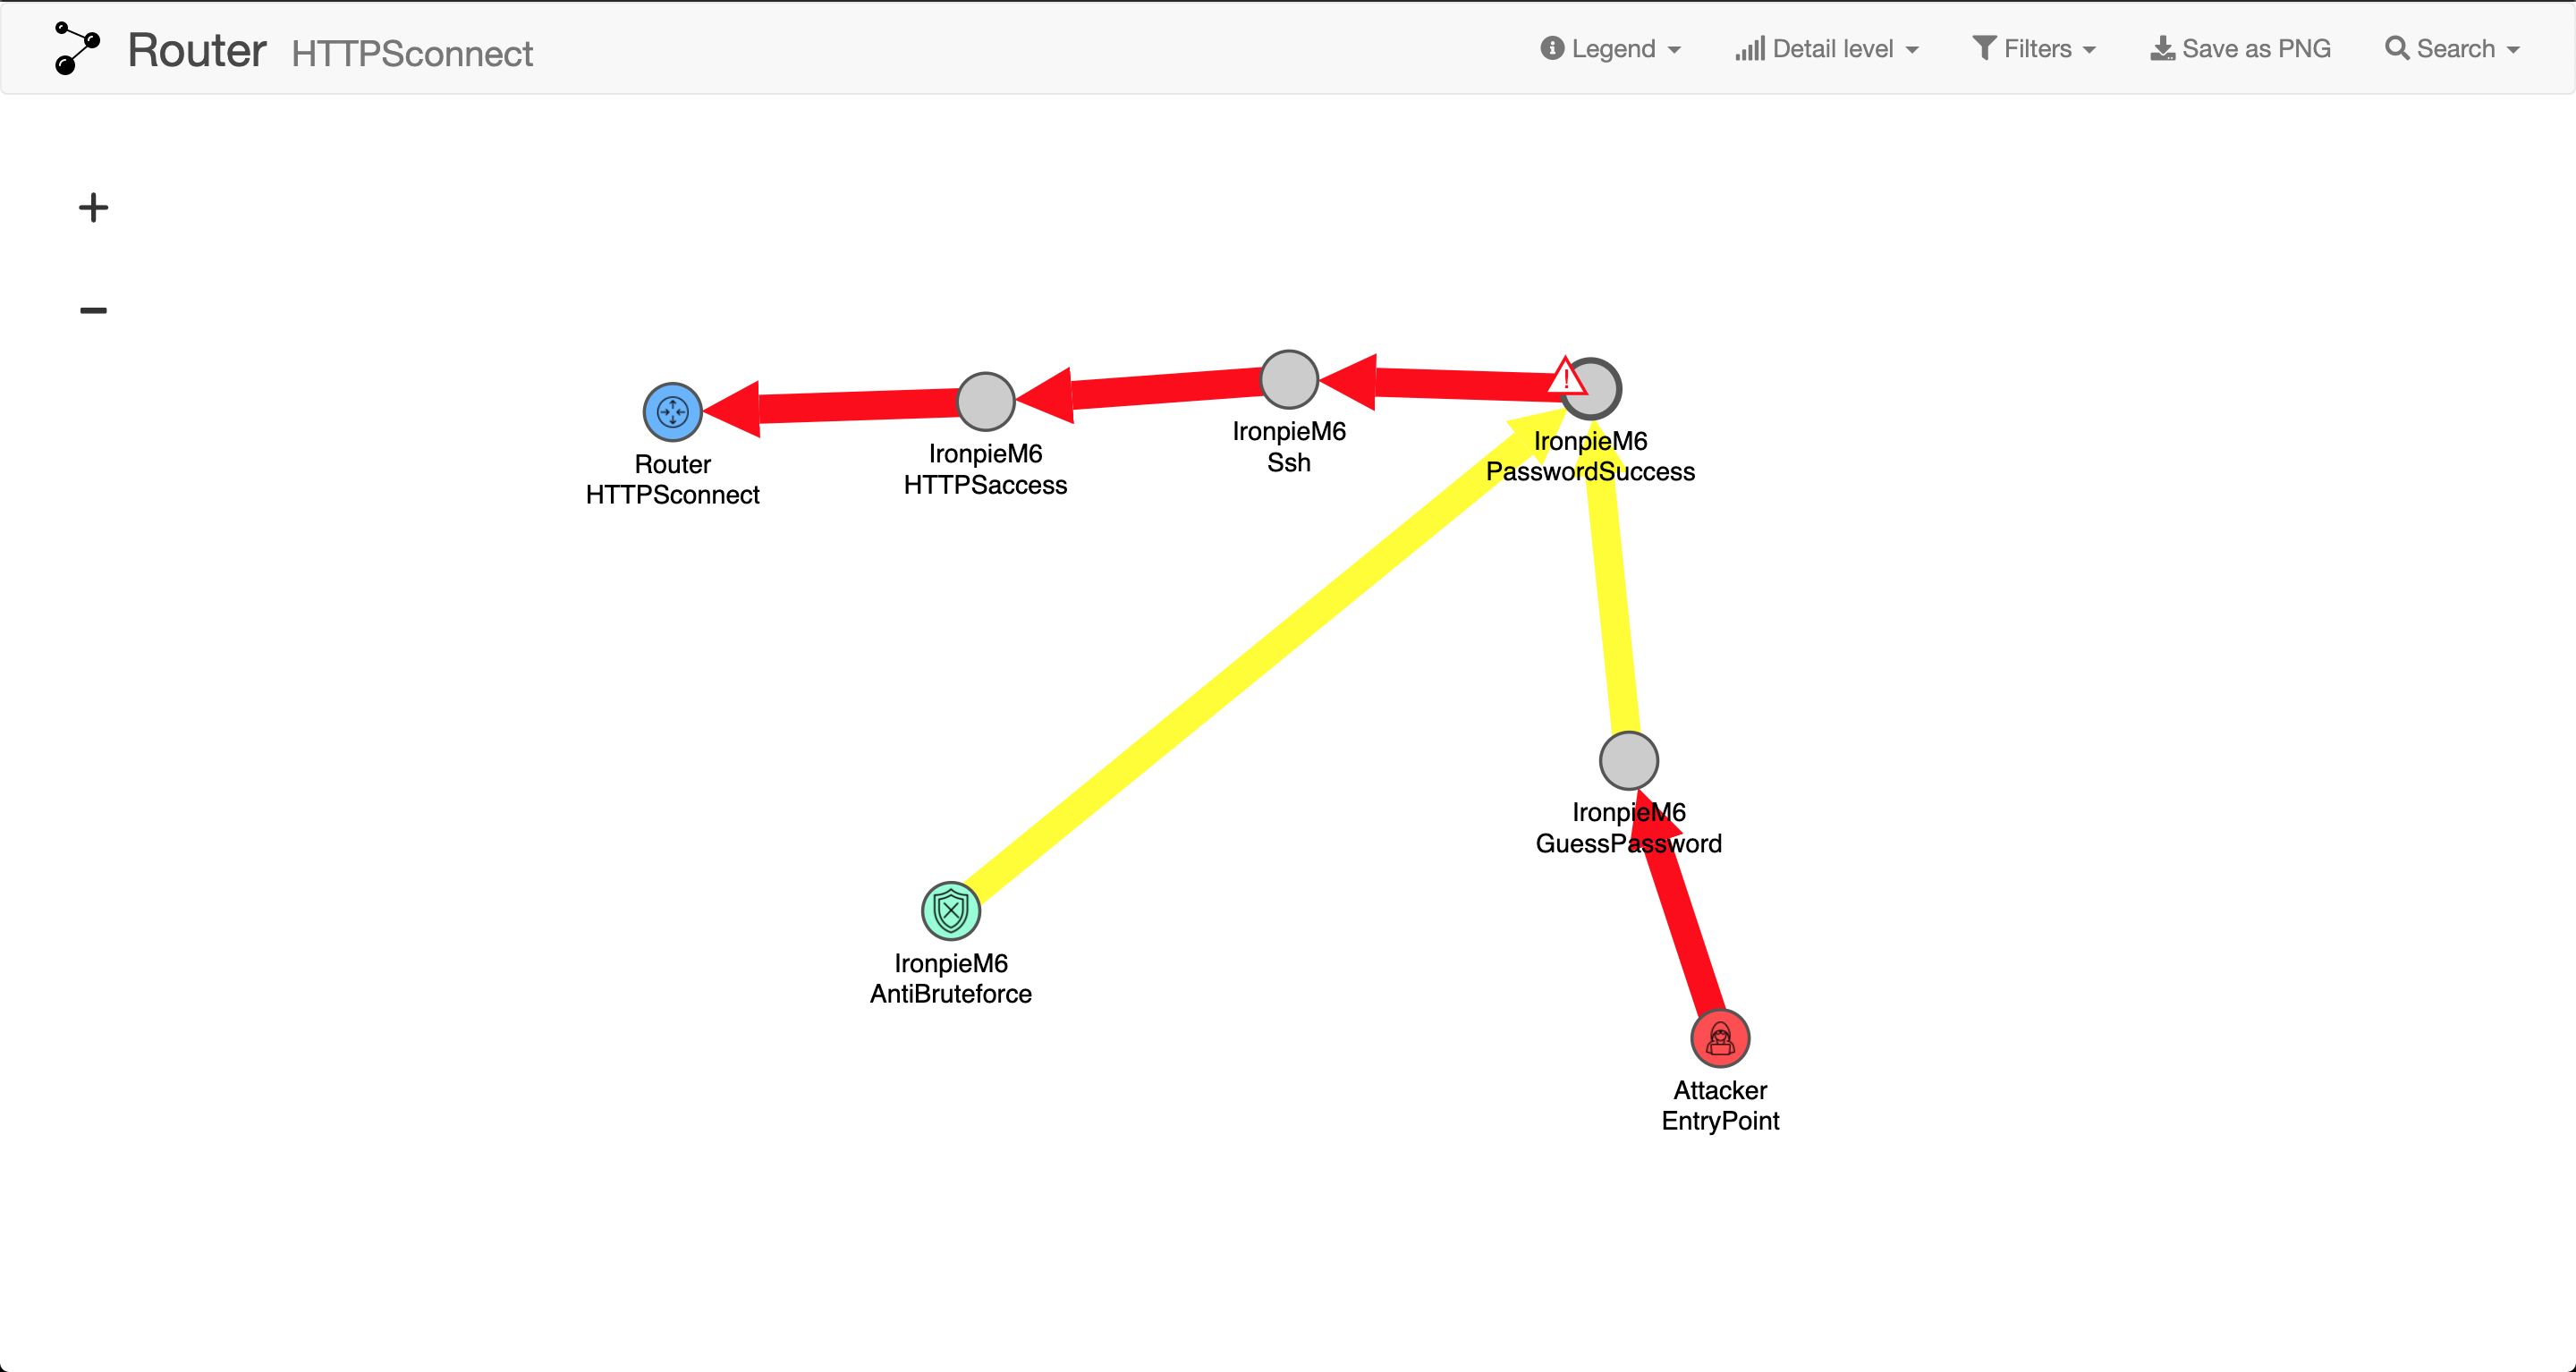 Router HTTPSconnect
Legend
Detail level
Filters
Save as PNG
Search
Router
HTTPSconnect
IronpieM6
HTTPSaccess
IronpieM6
Ssh
IronpieM6
PasswordSuccess
IronpieM6
GuessPassword
IronpieM6
AntiBruteforce
Attacker
EntryPoint